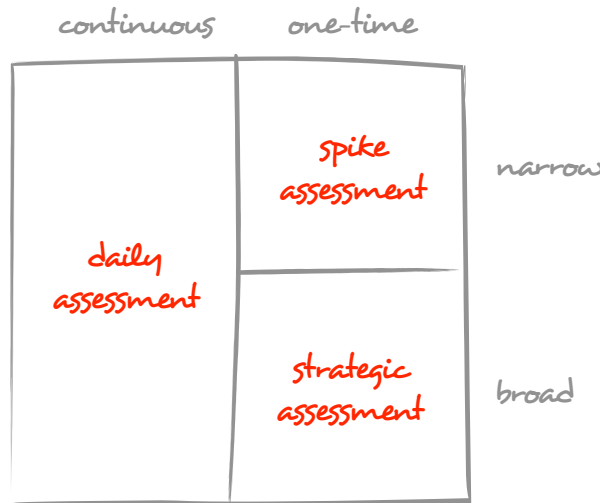 continuous one-time
spike
assessment
narrow
daily
assessment
strategic
assessment
broad